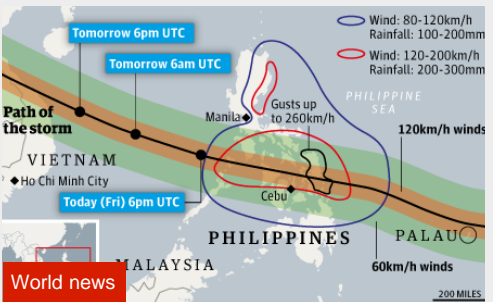 Wind: 80-120km/h
Rainfall: 100-200mm
Wind: 120-200km/h
Rainfall: 200-300mm
Tomorrow 6pm UTC
Tomorrow 6am UTC
PHILIPPINE
SEA
Manila
Gusts up
to 260km/h
Path of
the storm
120km/h winds
VIETNAM
Ho Chi Minh City
Today (Fri) 6pm UTC
Cebu
PHILIPPINES
PALAU
60km/h winds
MALAYSIA
World news
200 MILES